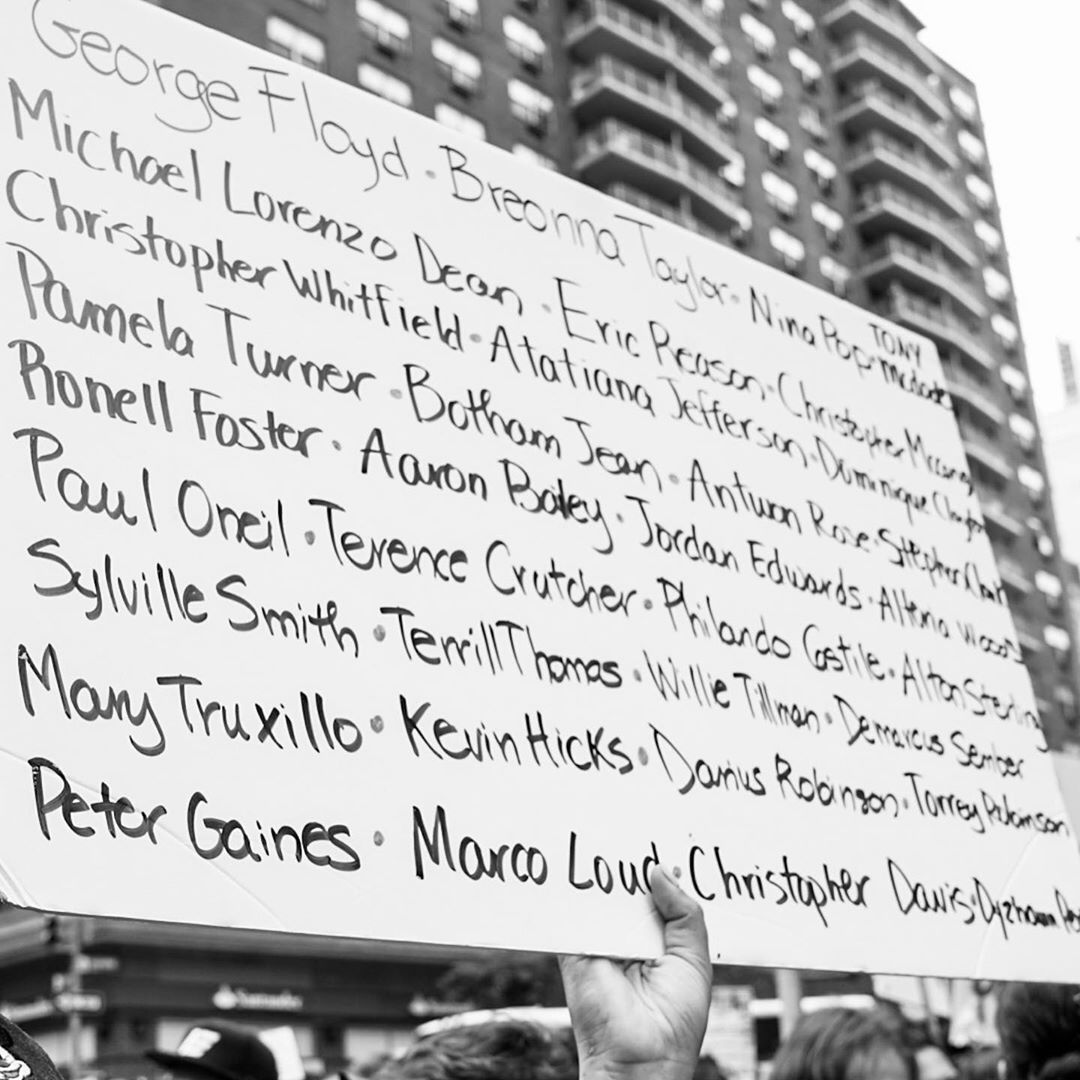 George Floyd • Breonna Taylor • Nina Pop • TONY McDade
Michael Lorenzo Dean • Eric Reason • Christopher Mccorvey
Christopher Whitfield • Atatiana Jefferson • Dominique Clayton
Pamela Turner • Botham Jean • Antwon Rose • Stephon Clark
Ronell Foster • Aaron Bailey • Jordan Edwards • Alteria Woods
Paul Oneil • Terence Crutcher • Philando Castile • Alton Sterling
Sylville Smith • Terrill Thomas • Willie Tillman • Demarcus Semer
Mary Truxillo • Kevin Hicks • Darius Robinson • Torrey Robinson
Peter Gaines • Marco Loud • Christopher Davis • Dyzhawn
Santander